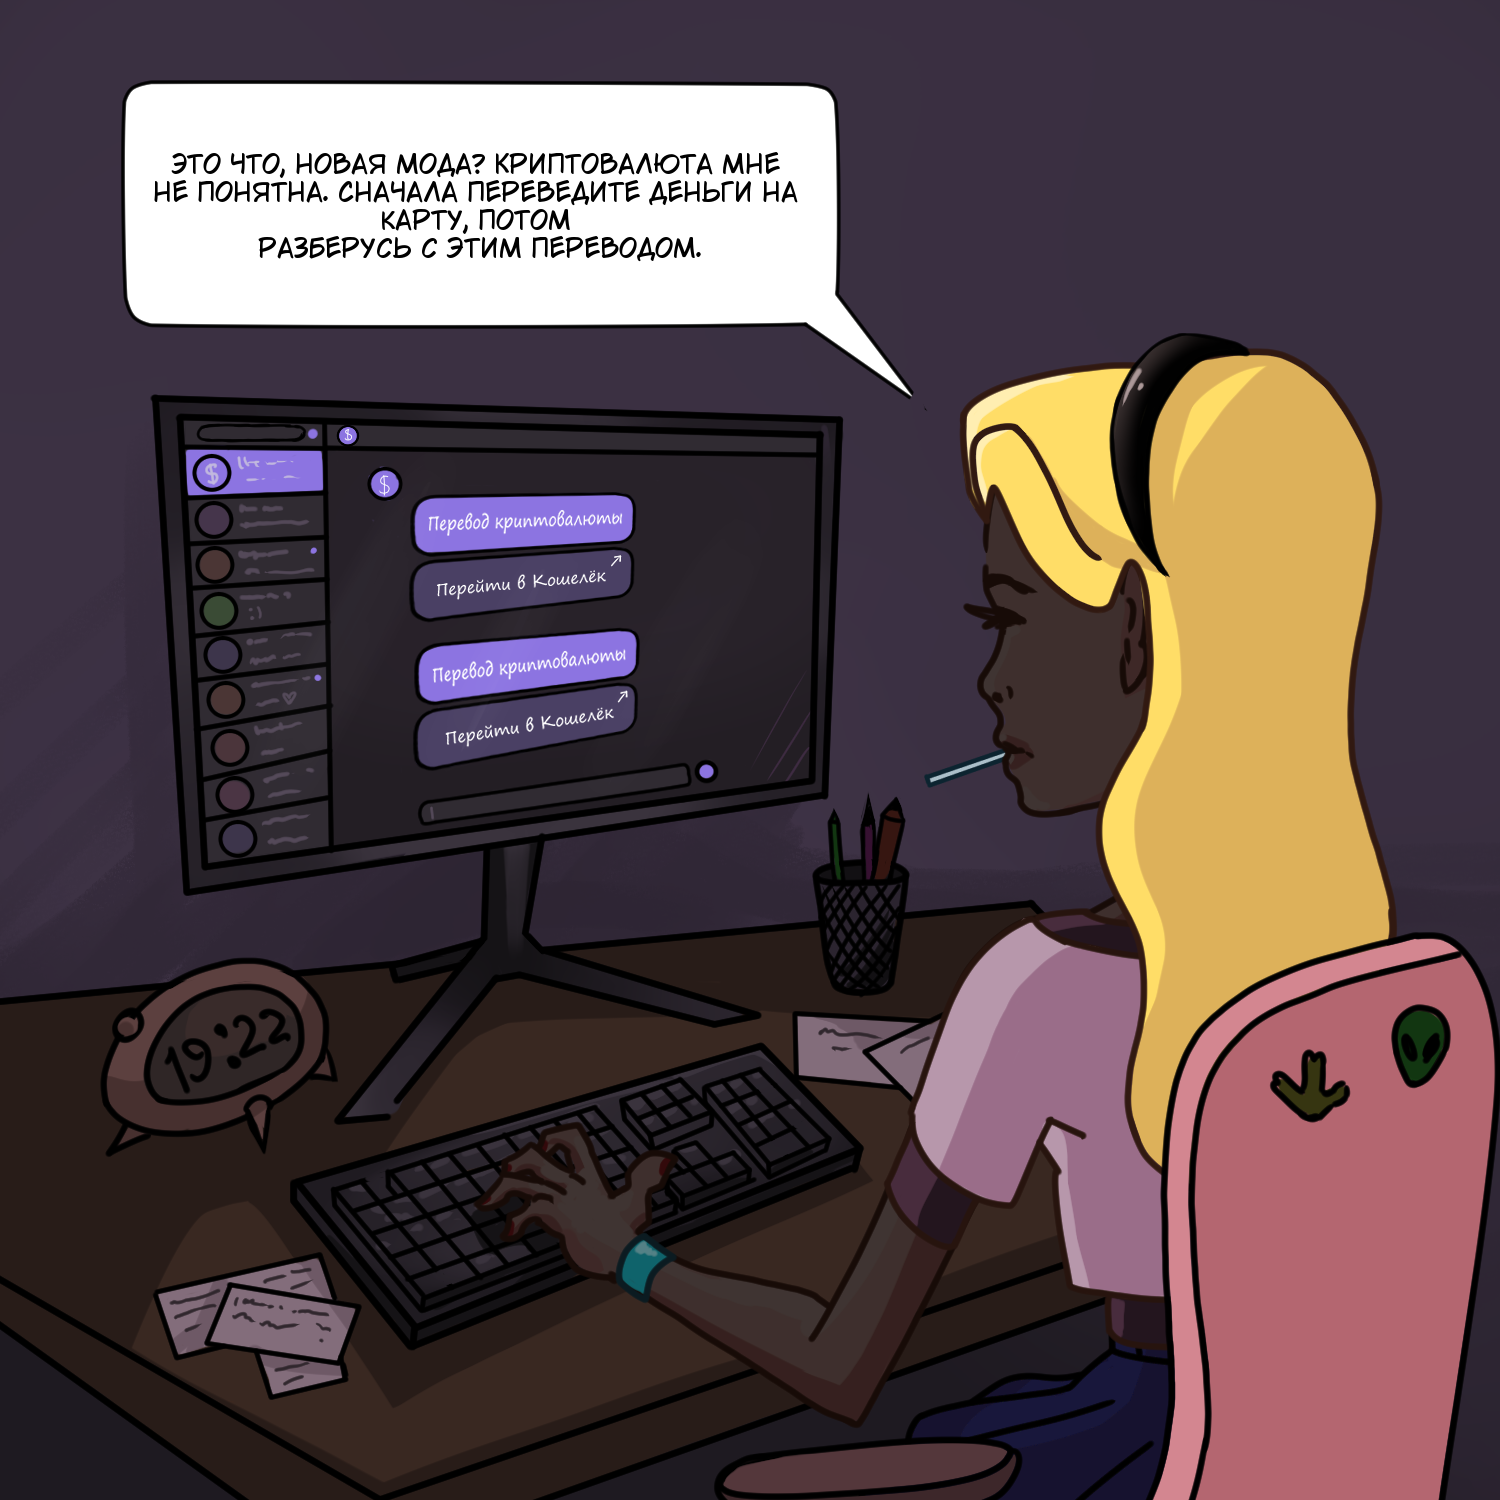 ЭТО ЧТО, НОВАЯ МОДА? КРИПТОВАЛЮТА МНЕ
НЕ ПОНЯТНА. СНАЧАЛА ПЕРЕВЕДИТЕ ДЕНЬГИ НА
КАРТУ, ПОТОМ
РАЗБЕРУСЬ С ЭТИМ ПЕРЕВОДОМ.
$
$
$
Перевод криптовалюты
Перейти в Кошелёк
:)
Перевод криптовалюты
Перейти в Кошелёк
19:22